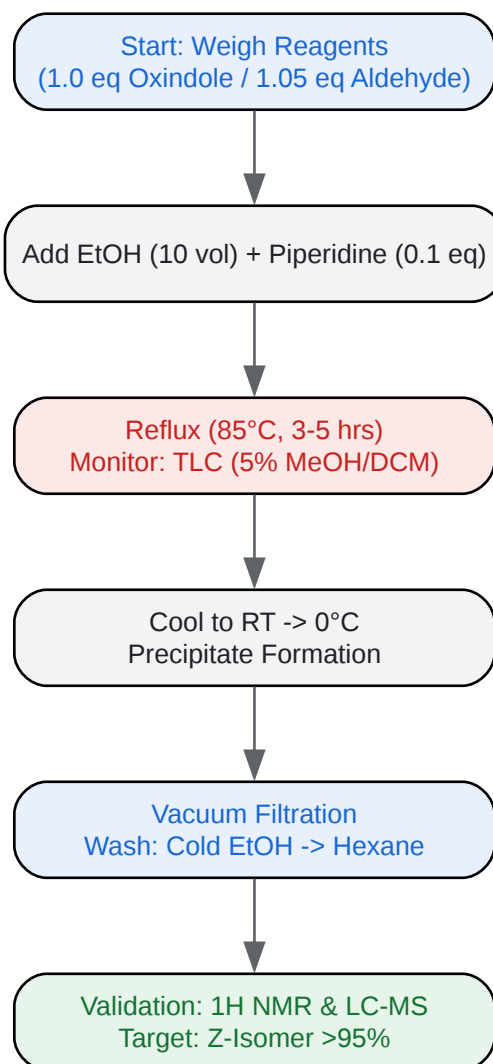 Start: Weigh Reagents
(1.0 eq Oxindole / 1.05 eq Aldehyde)
Add EtOH (10 vol) + Piperidine (0.1 eq)
Reflux (85°C, 3-5 hrs)
Monitor: TLC (5% MeOH/DCM)
Cool to RT -> 0°C
Precipitate Formation
Vacuum Filtration
Wash: Cold EtOH -> Hexane
Validation: 1H NMR & LC-MS
Target: Z-Isomer >95%